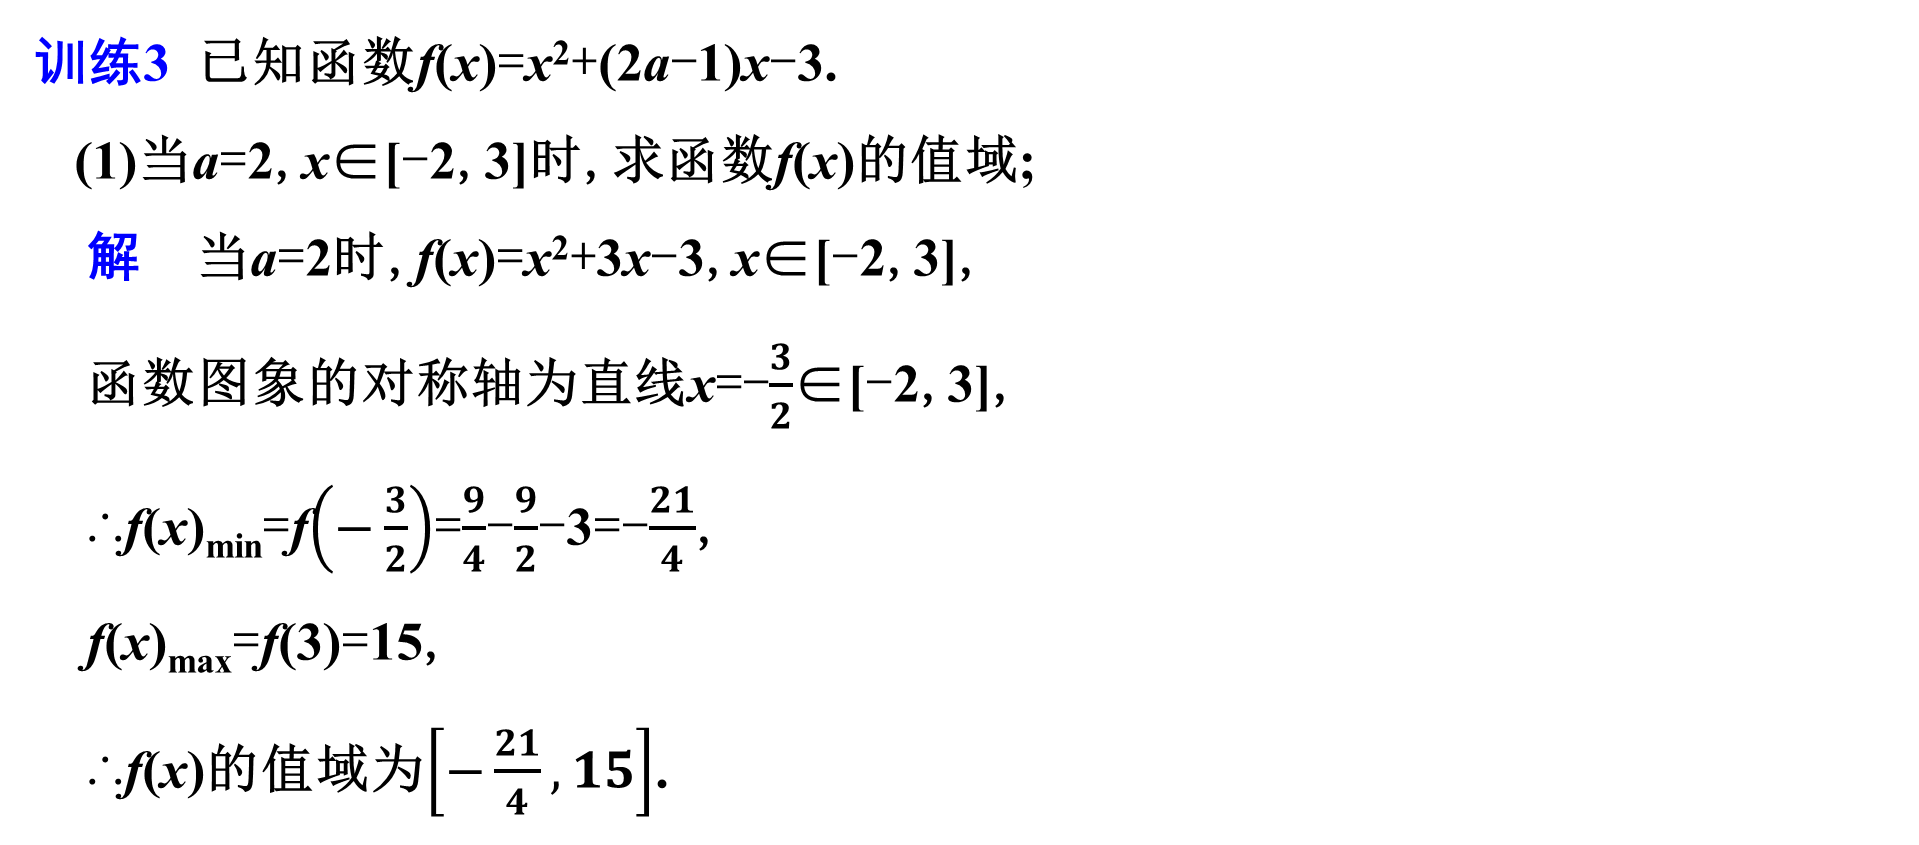 训练3 已知函数f(x)=x²+(2a−1)x−3.
(1)当a=2, x∈[−2, 3]时, 求函数f(x)的值域;
解 当a=2时, f(x)=x²+3x−3, x∈[−2, 3],
函数图象的对称轴为直线x=−3/2∈[−2, 3],
∴f(x)min=f(−3/2)=9/4−9/2−3=−21/4,
f(x)max=f(3)=15,
∴f(x)的值域为[−21/4, 15].